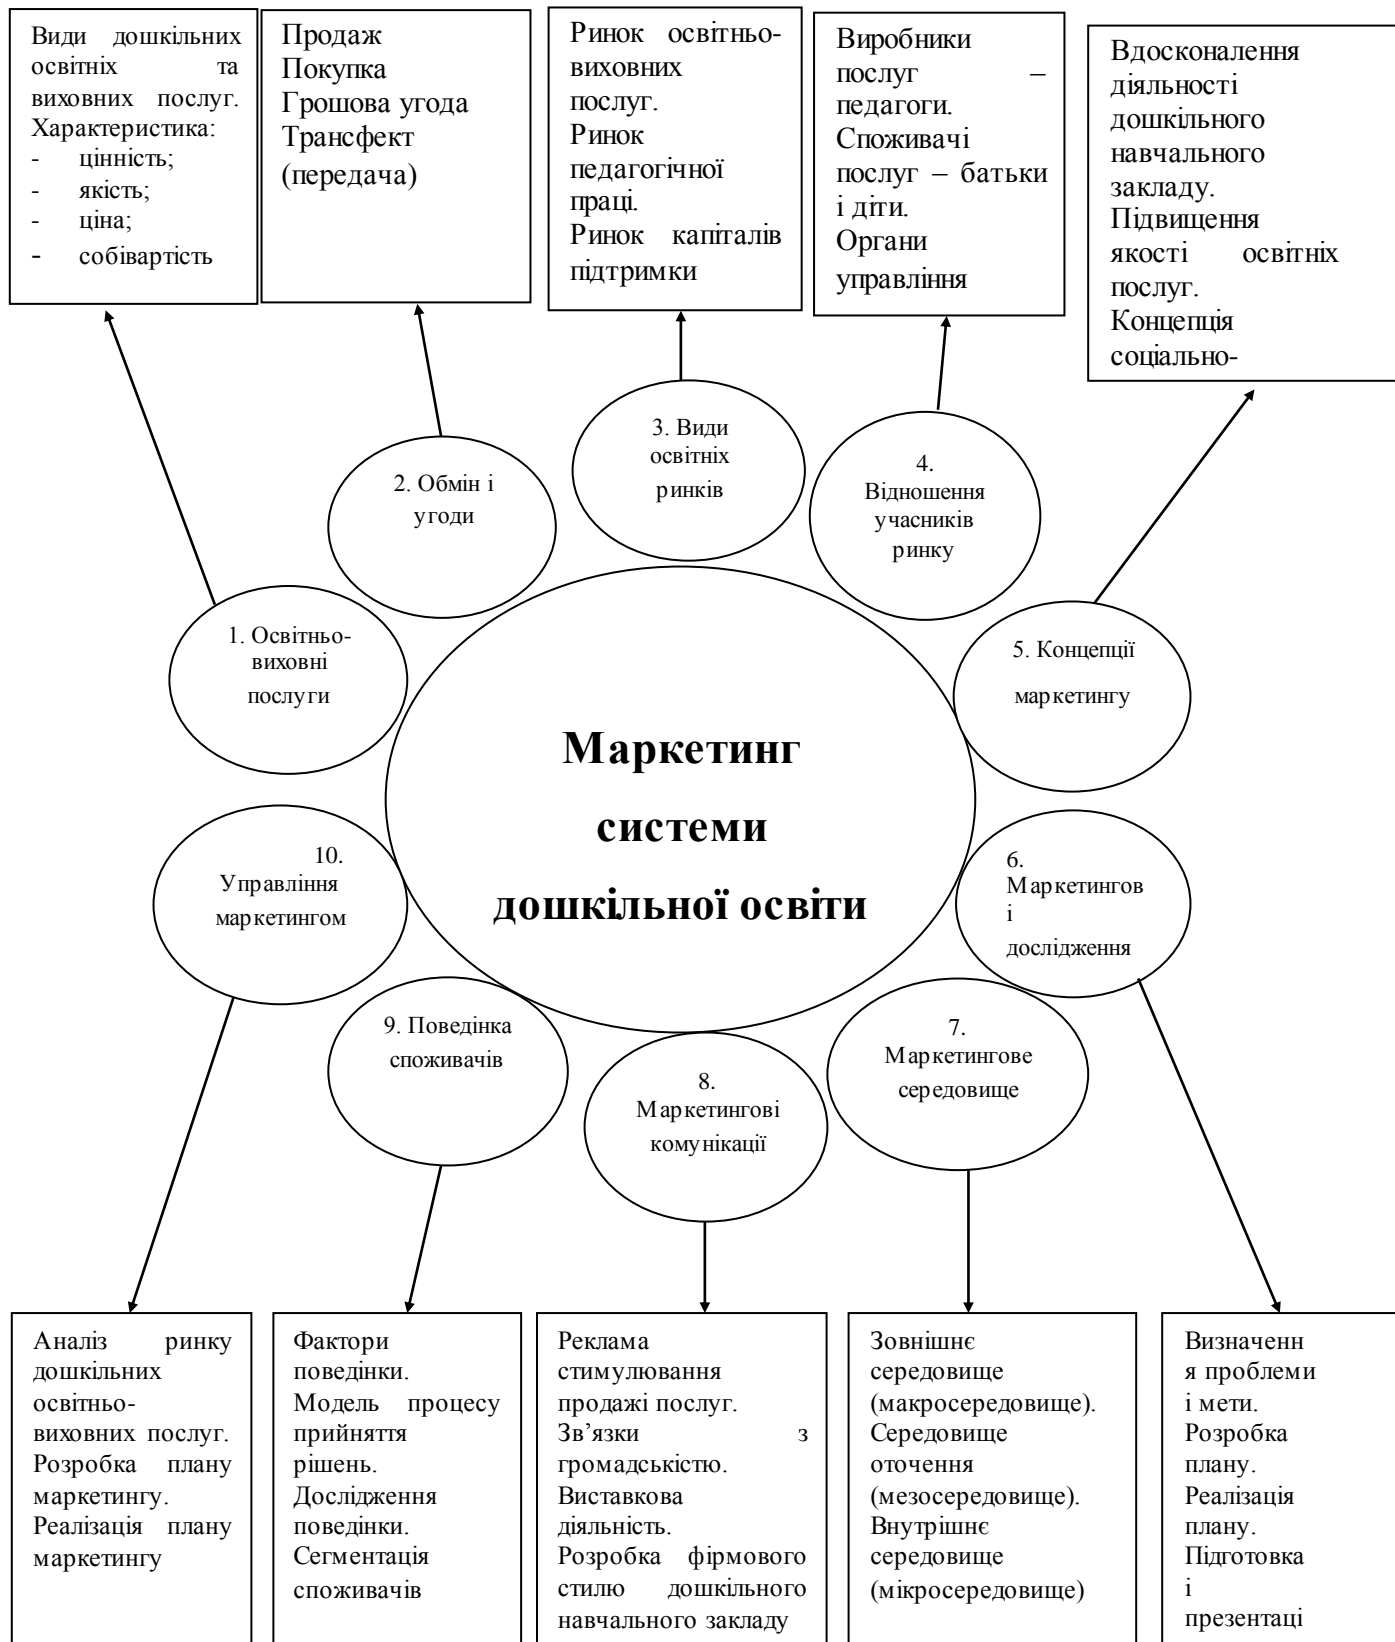 Види дошкільних
освітніх та
виховних послуг.
Характеристика:
- цінність;
- якість;
- ціна;
- собівартість
Продаж
Покупка
Грошова угода
Трансфект
(передача)
Ринок освітньо-
виховних
послуг.
Ринок
педагогічної
праці.
Ринок капіталів
підтримки
Виробники
послуг –
педагоги.
Споживачі
послуг – батьки
і діти.
Органи
управління
Вдосконалення
діяльності
дошкільного
навчального
закладу.
Підвищення
якості освітніх
послуг.
Концепція
соціально-
1. Освітньо-
виховні
послуги
2. Обмін і
угоди
3. Види
освітніх
ринків
4.
Відношення
учасників
ринку
5. Концепції
маркетингу
Маркетинг
системи
дошкільної освіти
10.
Управління
маркетингом
6.
Маркетингов
і
дослідження
9. Поведінка
споживачів
8.
Маркетингові
комунікації
7.
Маркетингове
середовище
Аналіз ринку
дошкільних
освітньо-
виховних послуг.
Розробка плану
маркетингу.
Реалізація плану
маркетингу
Фактори
поведінки.
Модель процесу
прийняття
рішень.
Дослідження
поведінки.
Сегментація
споживачів
Реклама
стимулювання
продажі послуг.
Зв’язки з
громадськістю.
Виставкова
діяльність.
Розробка фірмового
стилю дошкільного
навчального закладу
Зовнішнє
середовище
(макросередовище).
Середовище
оточення
(мезосередовище).
Внутрішнє
середовище
(мікросередовище)
Визначенн
я проблеми
і мети.
Розробка
плану.
Реалізація
плану.
Підготовка
і
презентаці